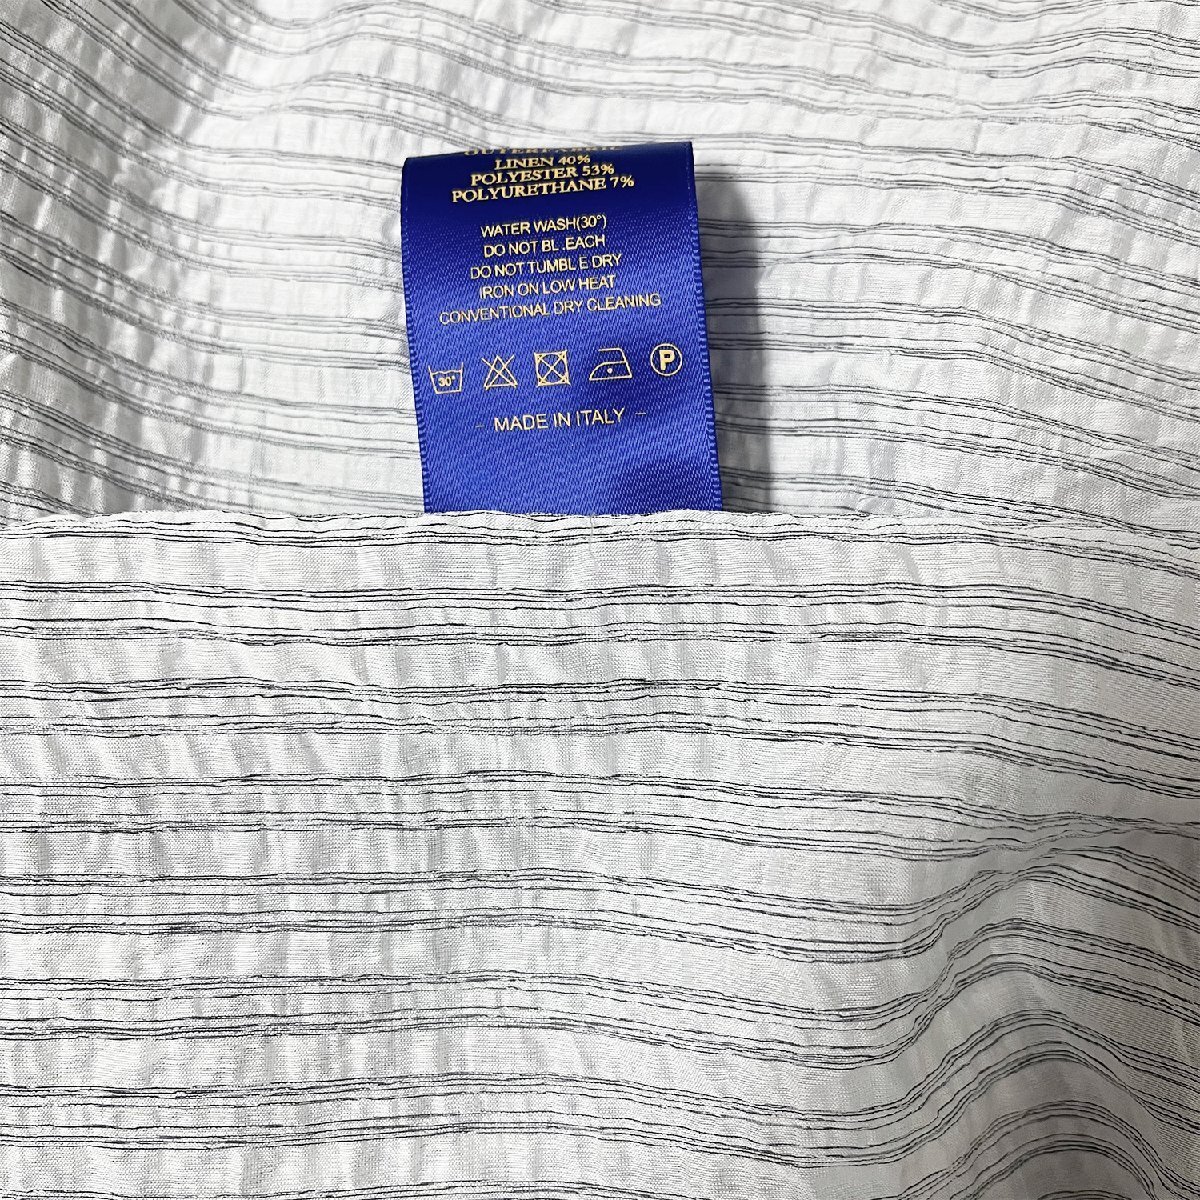 LINEN 40%
POLYESTER 53%
POLYURETHANE 7%
WATER WASH(30°)
DO NOT BL.EACH
DO NOT TUMBLE DRY
IRON ON LOW HEAT
CONVENTIONAL DRY CLEANING
30° P
- MADE IN ITALY -